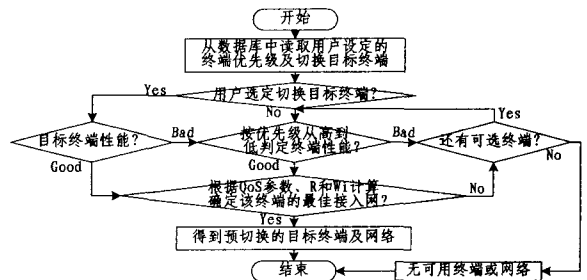 开始
从数据库中读取用户设定的
终端优先级及切换目标终端
Yes
用户选定切换目标终端?
No
Yes
目标终端性能?
Bad
按优先级从高到
低判定终端性能?
Bad
还有可选终端?
Good
Good
No
根据QoS参数、R和Wi计算
确定该终端的最佳接入网?
No
Yes
得到预切换的目标终端及网络
结束
无可用终端或网络